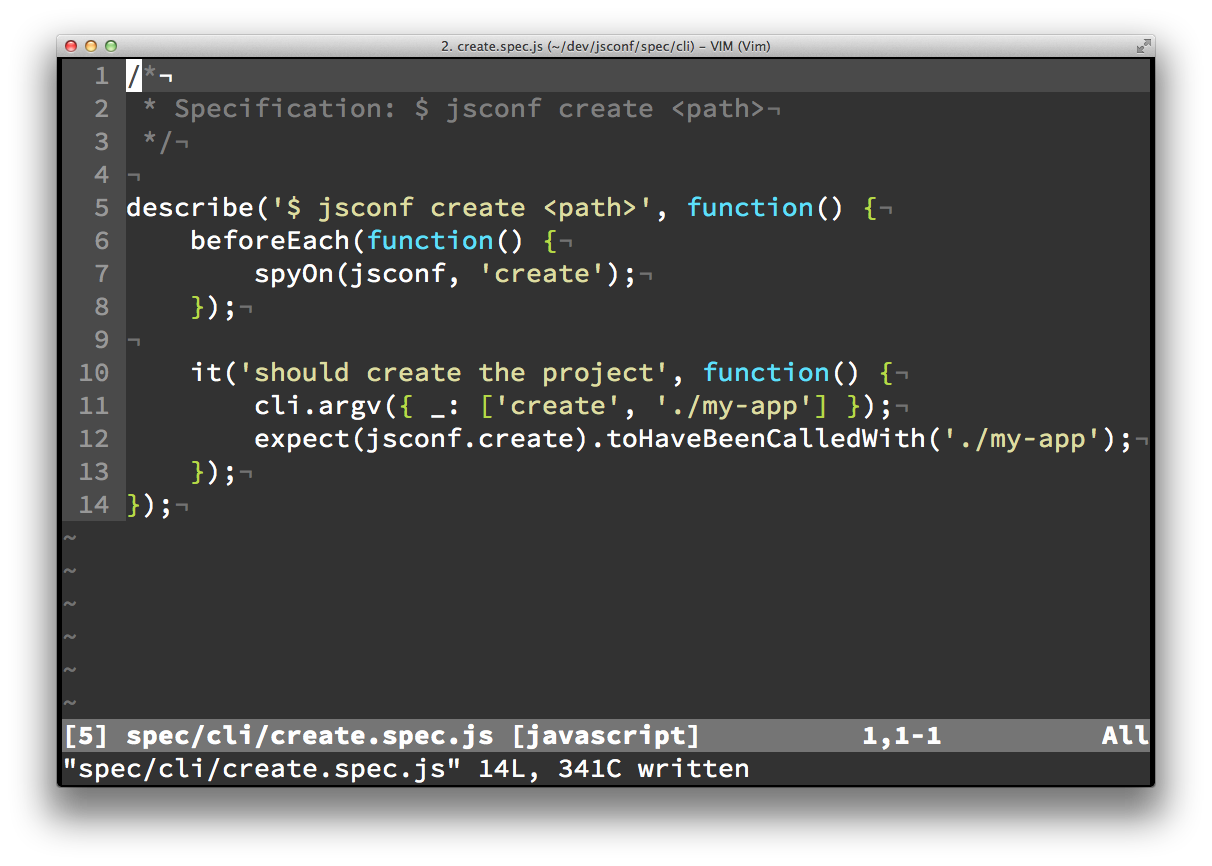 2. create.spec.js (~/dev/jsconf/spec/cli) – VIM (Vim)
1 /*¬
2  * Specification: $ jsconf create <path>¬
3  */¬
4 ¬
5 describe('$ jsconf create <path>', function() {¬
6     beforeEach(function() {¬
7         spyOn(jsconf, 'create');¬
8     });¬
9 ¬
10     it('should create the project', function() {¬
11         cli.argv({ _: ['create', './my-app'] });¬
12         expect(jsconf.create).toHaveBeenCalledWith('./my-app');¬
13     });¬
14 });¬
~
~
~
~
~
~
[5] spec/cli/create.spec.js [javascript] 1,1-1 All
"spec/cli/create.spec.js" 14L, 341C written